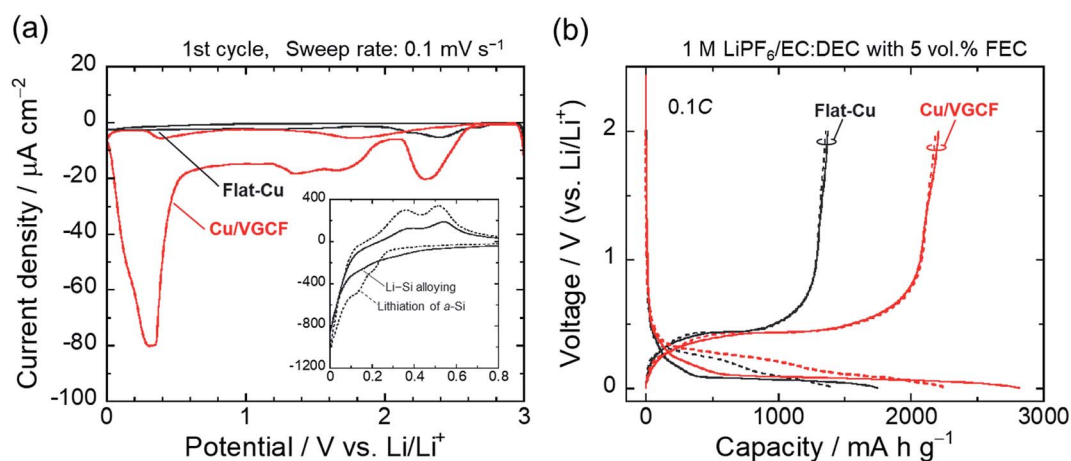 (a)
1st cycle, Sweep rate: 0.1 mV s⁻¹
Current density / μA cm⁻²
20
0
-20
-40
-60
-80
-100
Flat-Cu
Cu/VGCF
400
0
-400
-800
-1200
Li–Si alloying
Lithiation of a-Si
0 0.2 0.4 0.6 0.8
0 1 2 3
Potential / V vs. Li/Li⁺
(b)
1 M LiPF₆/EC:DEC with 5 vol.% FEC
Voltage / V (vs. Li/Li⁺)
2
1
0
0.1C
Flat-Cu
Cu/VGCF
0 1000 2000 3000
Capacity / mA h g⁻¹